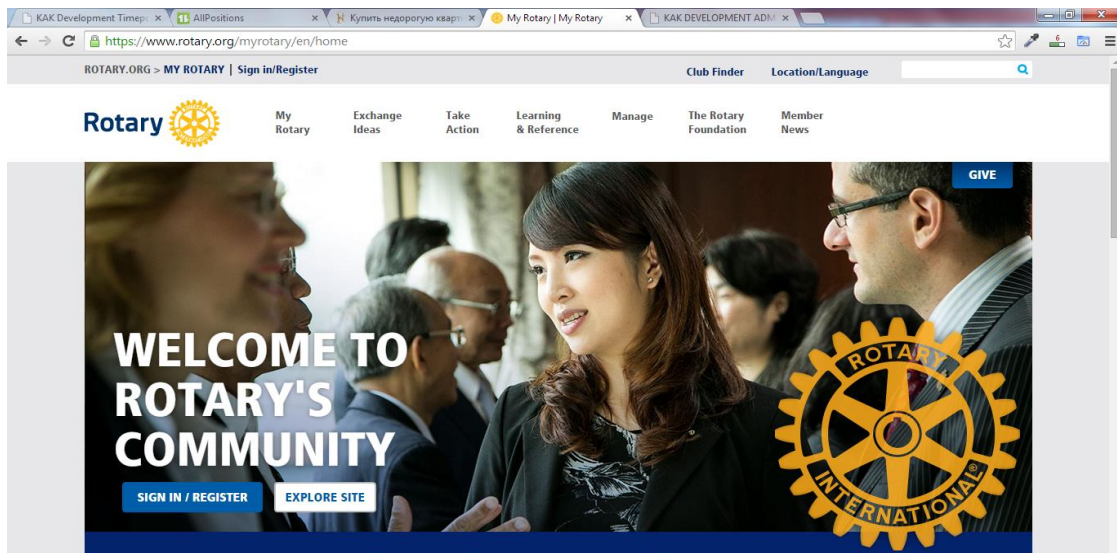 KAK Development Timep
AllPositions
Купить недорогую кварт
My Rotary | My Rotary
KAK DEVELOPMENT ADM
https://www.rotary.org/myrotary/en/home
6
ROTARY.ORG > MY ROTARY | Sign in/Register
Club Finder
Location/Language
Rotary
My
Rotary
Exchange
Ideas
Take
Action
Learning
& Reference
Manage
The Rotary
Foundation
Member
News
GIVE
WELCOME TO
ROTARY'S
COMMUNITY
SIGN IN / REGISTER
EXPLORE SITE
ROTARY
INTERNATIONAL®